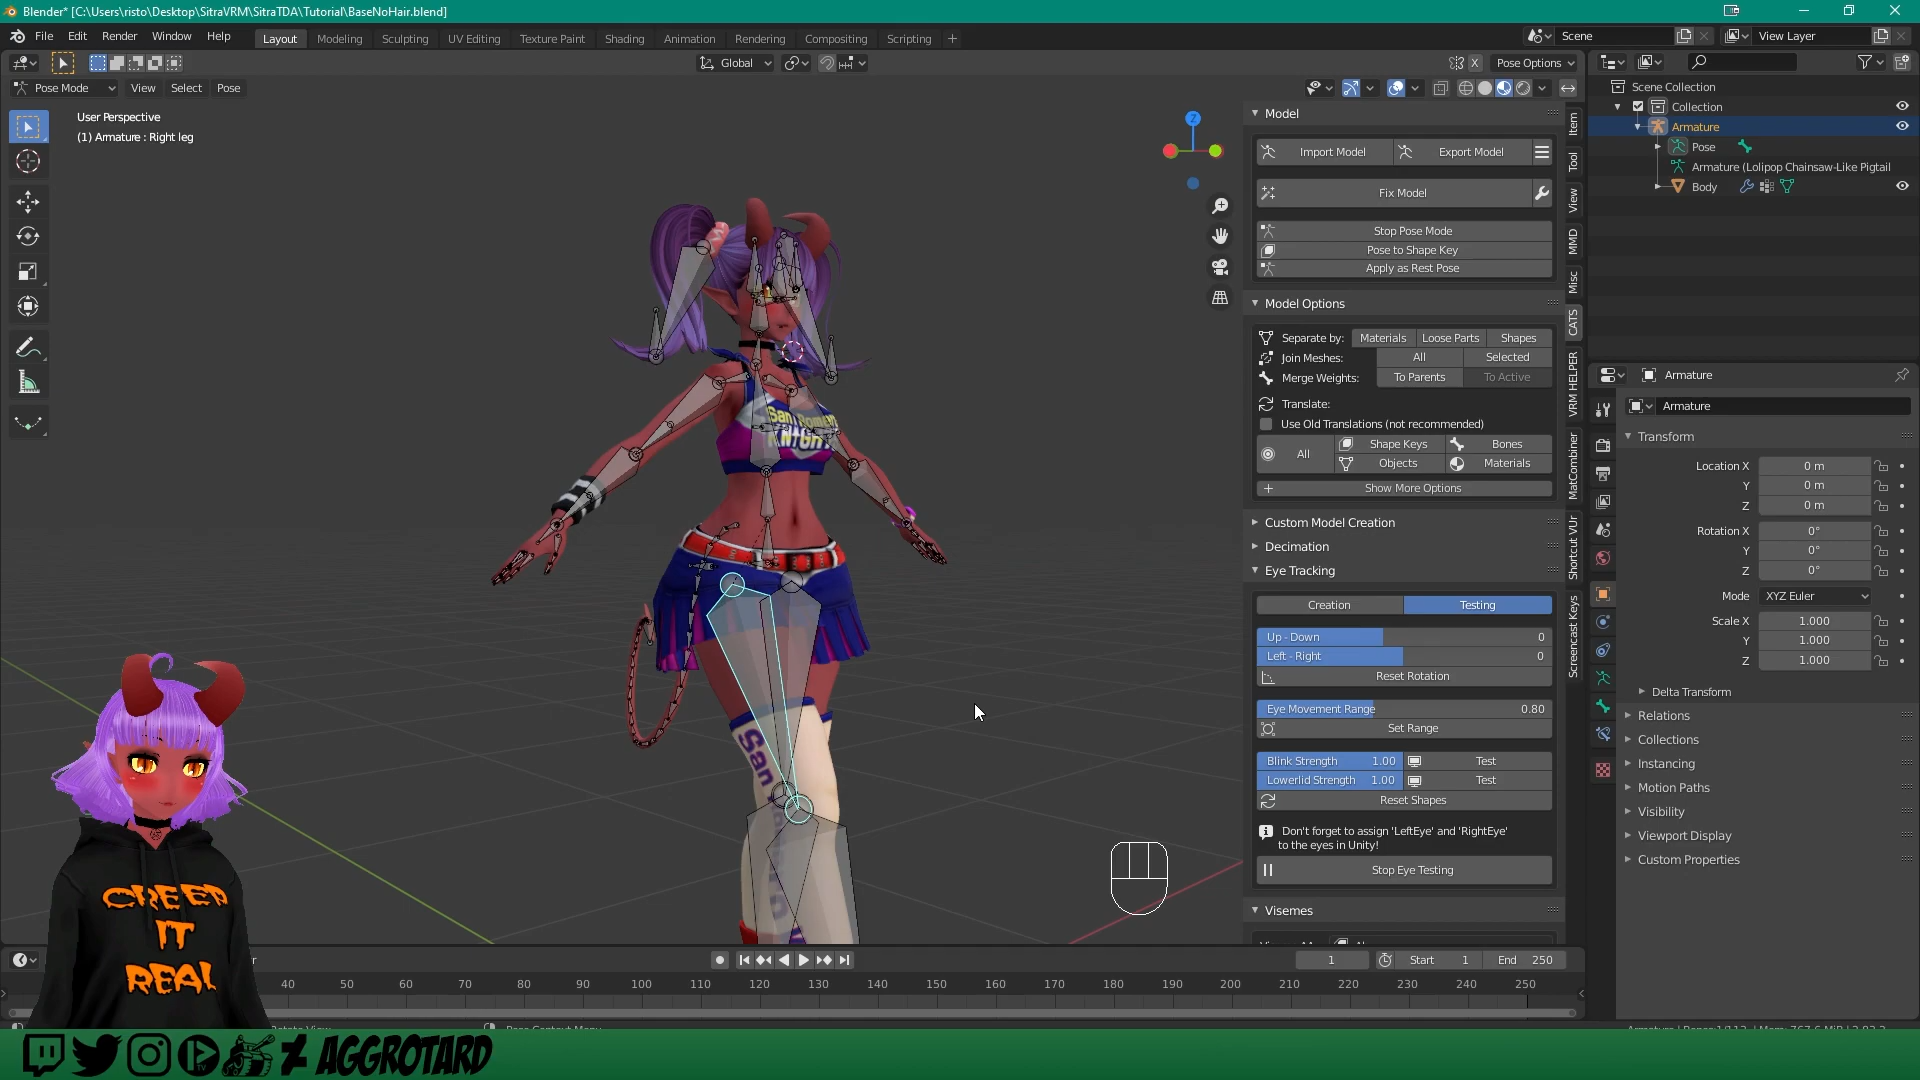 Blender* [C:\Users\risto\Desktop\SitraVRM\SitraTDA\Tutorial\BaseNoHair.blend]
File Edit Render Window Help
Layout Modeling Sculpting UV Editing Texture Paint Shading Animation Rendering Compositing Scripting
Scene
View Layer
Global
X
Pose Options
Pose Mode View Select Pose
User Perspective
(1) Armature : Right leg
Z
Model
Import Model Export Model
Fix Model
Stop Pose Mode
Pose to Shape Key
Apply as Rest Pose
Model Options
Separate by: Materials Loose Parts Shapes
Join Meshes: All Selected
Merge Weights: To Parents To Active
Translate:
Use Old Translations (not recommended)
All Shape Keys Bones
Objects Materials
Show More Options
Custom Model Creation
Decimation
Eye Tracking
Creation Testing
Up - Down 0
Left - Right 0
Reset Rotation
Eye Movement Range 0.80
Set Range
Blink Strength 1.00 Test
Lowerlid Strength 1.00 Test
Reset Shapes
Don't forget to assign 'LeftEye' and 'RightEye'
to the eyes in Unity!
Stop Eye Testing
Visemes
Item
Tool
View
MMD
Misc
CATS
VRM HELPER
MatCombiner
Shortcut VUr
Screencast Keys
Scene Collection
Collection
Armature
Pose
Armature (Lolipop Chainsaw-Like Pigtail
Body
Armature
Armature
Transform
Location X 0 m
Y 0 m
Z 0 m
Rotation X 0°
Y 0°
Z 0°
Mode XYZ Euler
Scale X 1.000
Y 1.000
Z 1.000
Delta Transform
Relations
Collections
Instancing
Motion Paths
Visibility
Viewport Display
Custom Properties
San Romero
KNIGHT
San
1 Start 1 End 250
40 50 60 70 80 90 100 110 120 130 140 150 160 170 180 190 200 210 220 230 240 250
CREEP
IT
REAL
AGGROTARD